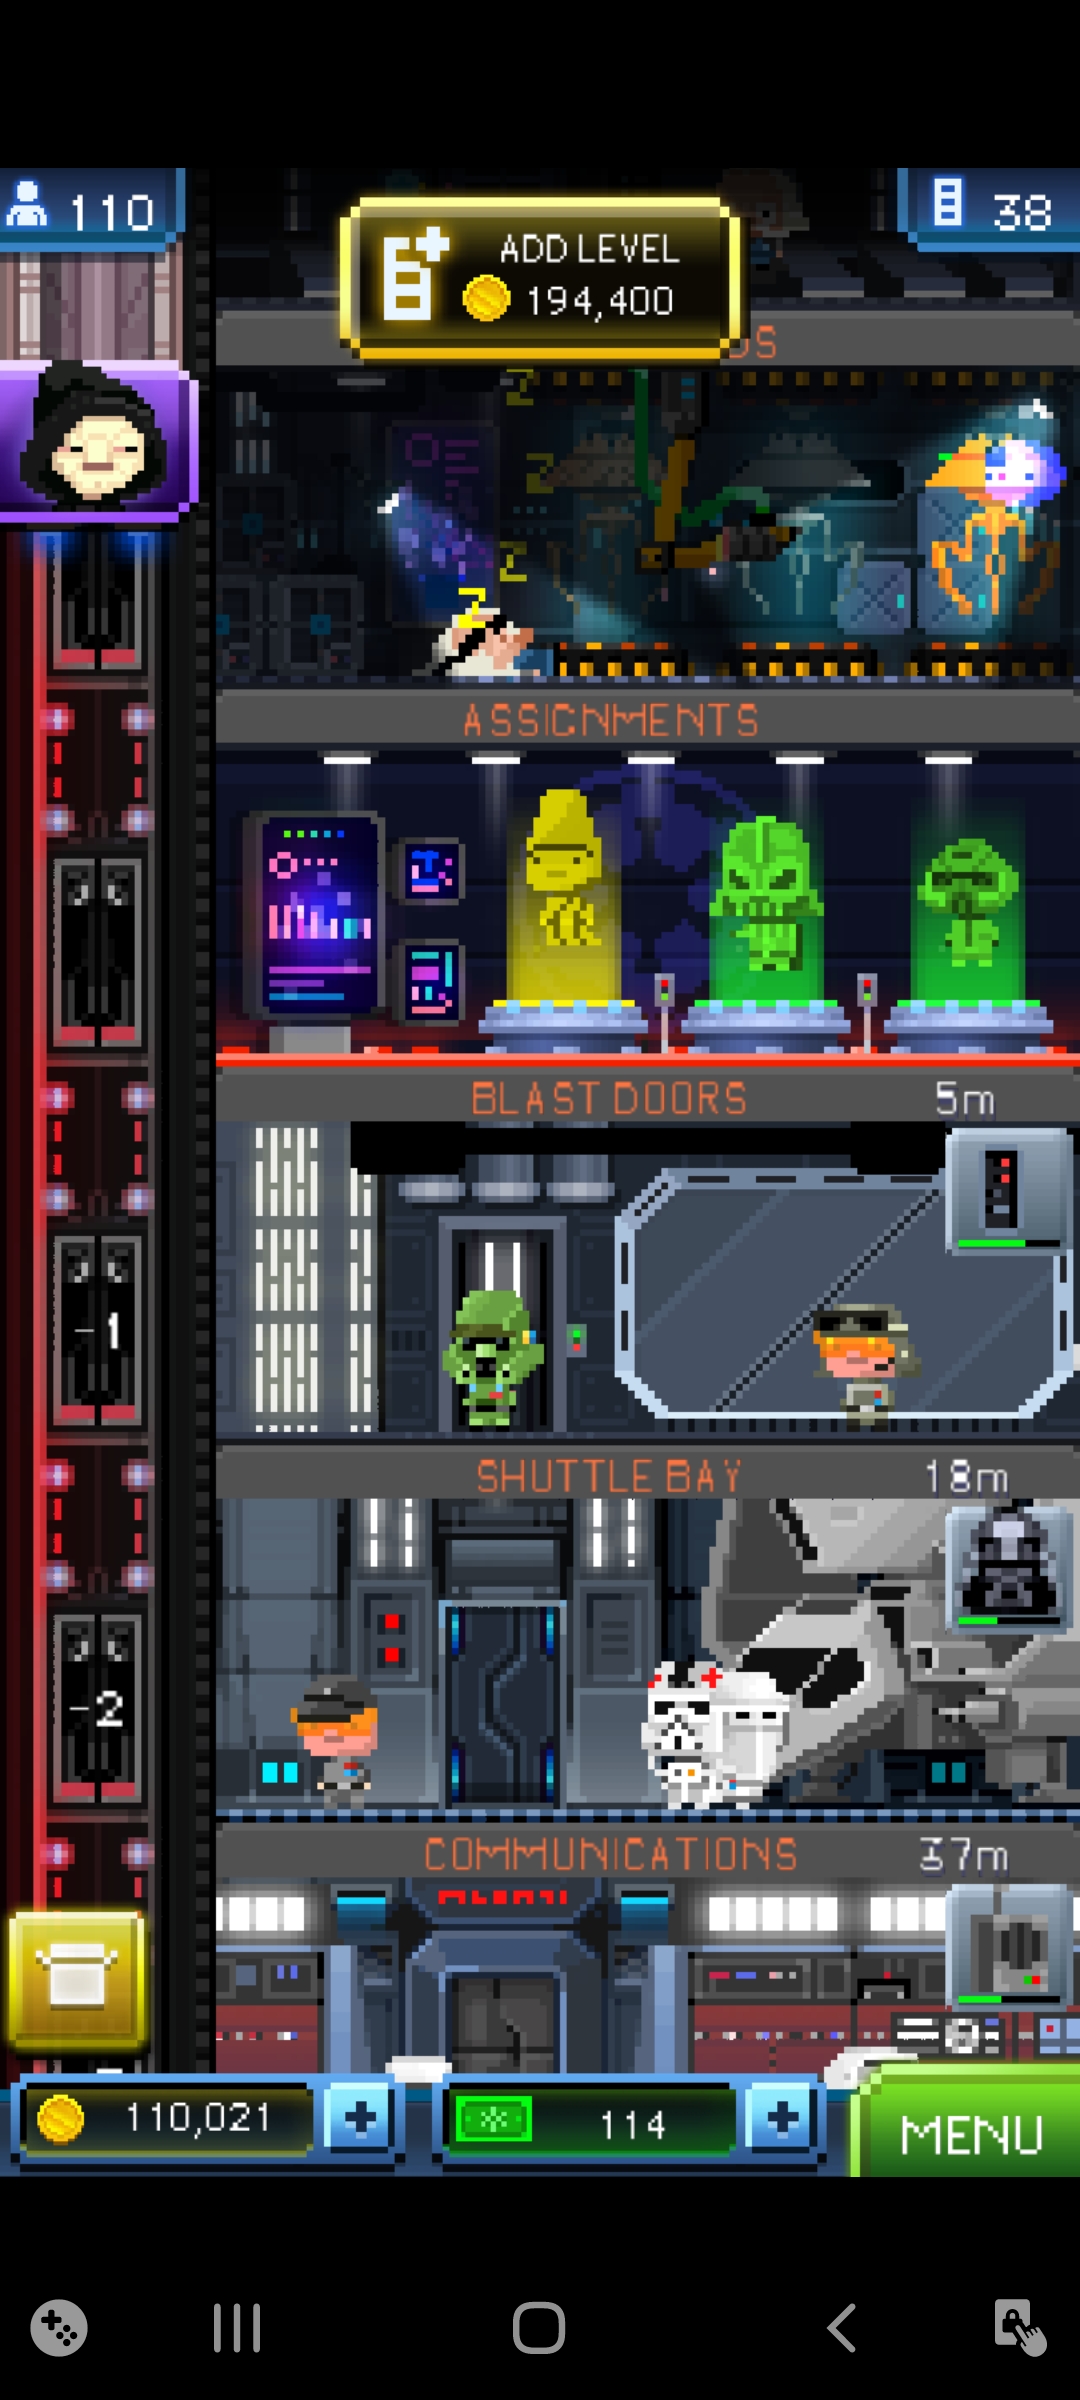 110
38
ADD LEVEL
194,400
DS
Z
Z
Z
Z
ASSIGNMENTS
BLAST DOORS 5m
-1
SHUTTLE BAY 18m
-2
COMMUNICATIONS 37m
110,021
114
MENU